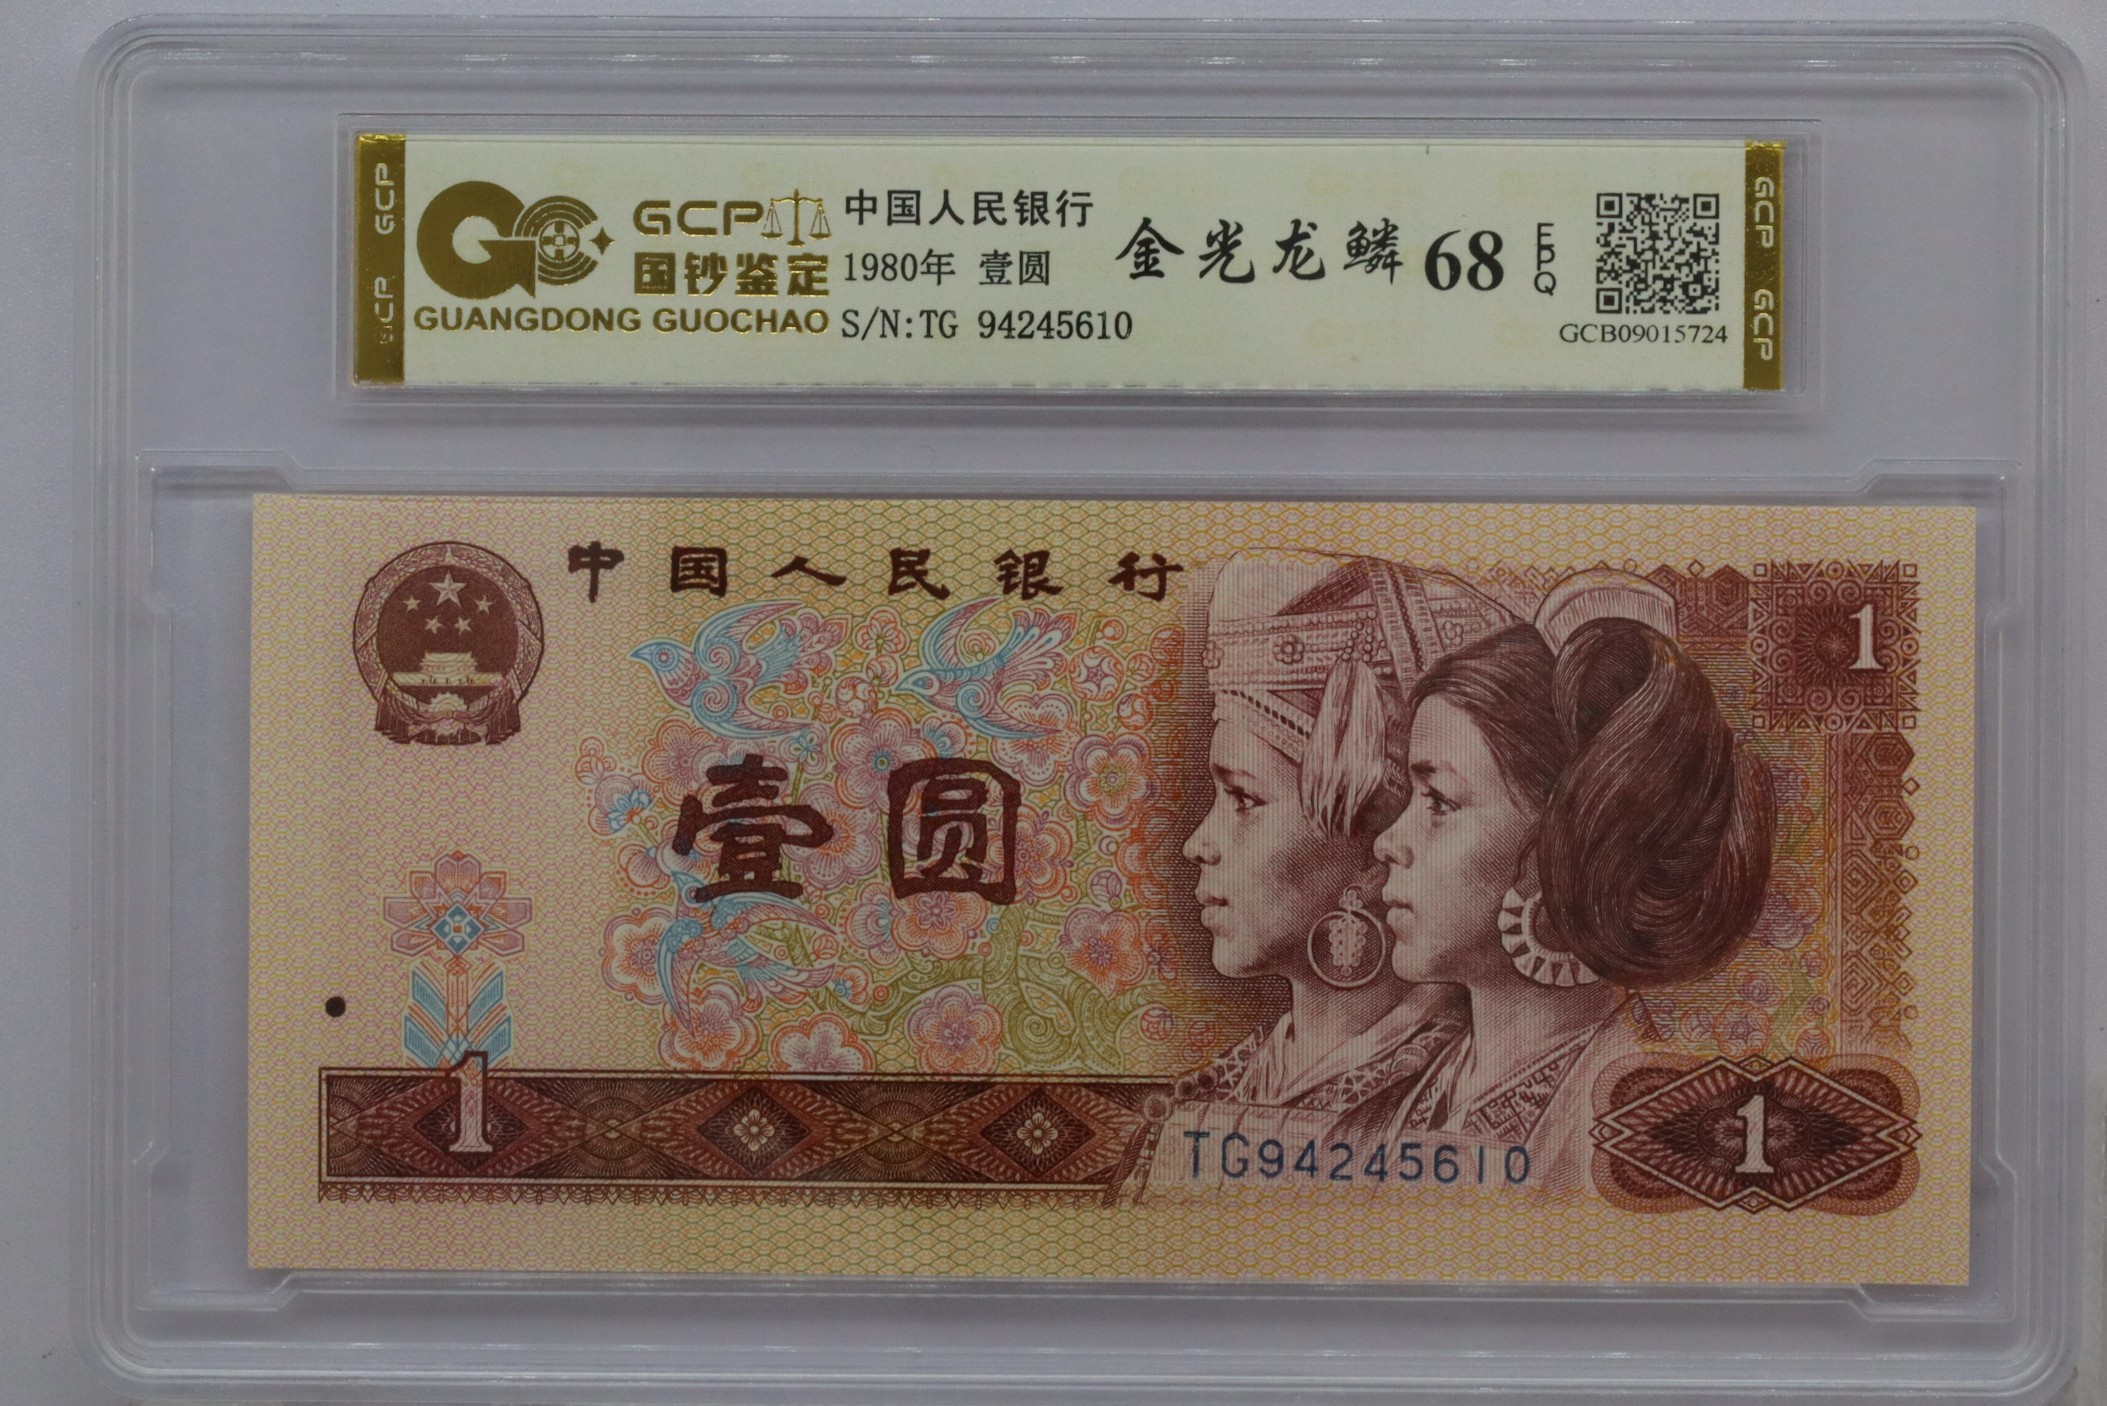 GCP GCP
GCP
国钞鉴定
GUANGDONG GUOCHAO
中国人民银行
1980年 壹圆
S/N:TG 94245610
金光龙鳞 68 EPQ
GCB09015724
GCP GCP
中国人民银行
1
壹圆
1
TG94245610
1